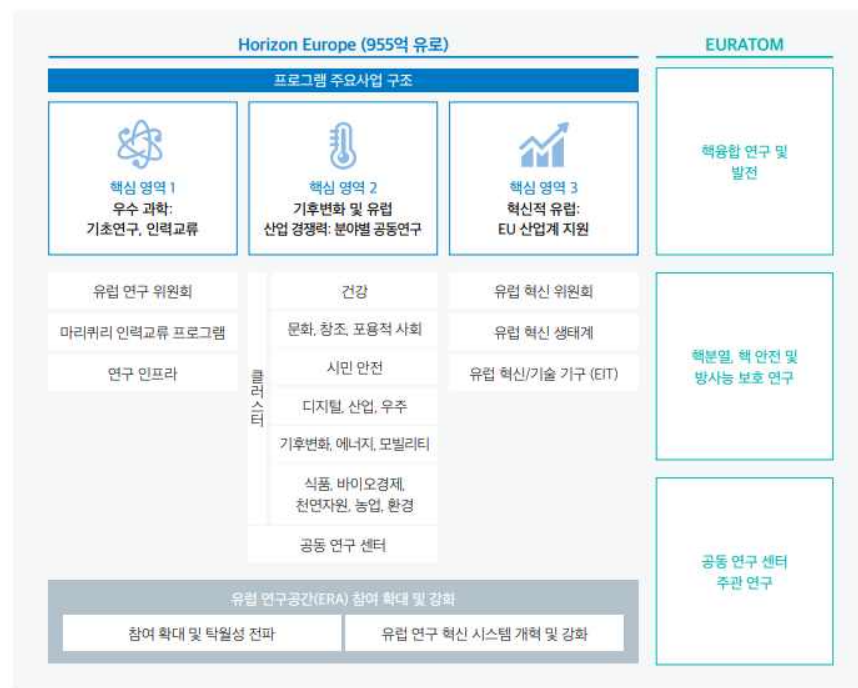 Horizon Europe (955억 유로)
EURATOM
프로그램 주요사업 구조
핵심 영역 1
우수 과학:
기초연구, 인력교류
핵심 영역 2
기후변화 및 유럽
산업 경쟁력: 분야별 공동연구
핵심 영역 3
혁신적 유럽:
EU 산업계 지원
핵융합 연구 및
발전
유럽 연구 위원회
마리퀴리 인력교류 프로그램
연구 인프라
클러스터
건강
문화, 창조, 포용적 사회
시민 안전
디지털, 산업, 우주
기후변화, 에너지, 모빌리티
식품, 바이오경제,
천연자원, 농업, 환경
공동 연구 센터
유럽 혁신 위원회
유럽 혁신 생태계
유럽 혁신/기술 기구 (EIT)
핵분열, 핵 안전 및
방사능 보호 연구
공동 연구 센터
주관 연구
유럽 연구공간(ERA) 참여 확대 및 강화
참여 확대 및 탁월성 전파
유럽 연구 혁신 시스템 개혁 및 강화